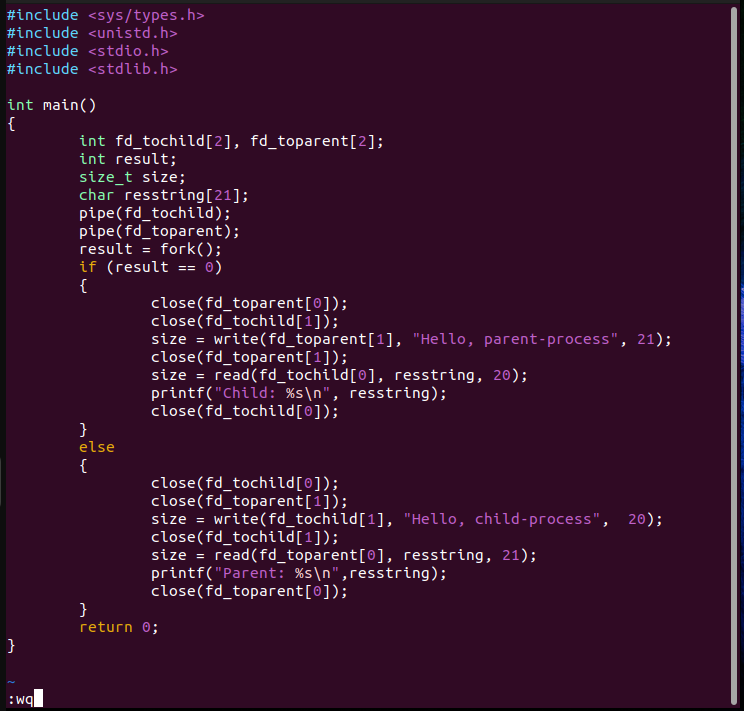 #include <sys/types.h>
#include <unistd.h>
#include <stdio.h>
#include <stdlib.h>

int main()
{
        int fd_tochild[2], fd_toparent[2];
        int result;
        size_t size;
        char resstring[21];
        pipe(fd_tochild);
        pipe(fd_toparent);
        result = fork();
        if (result == 0)
        {
                close(fd_toparent[0]);
                close(fd_tochild[1]);
                size = write(fd_toparent[1], "Hello, parent-process", 21);
                close(fd_toparent[1]);
                size = read(fd_tochild[0], resstring, 20);
                printf("Child: %s\n", resstring);
                close(fd_tochild[0]);
        }
        else
        {
                close(fd_tochild[0]);
                close(fd_toparent[1]);
                size = write(fd_tochild[1], "Hello, child-process",  20);
                close(fd_tochild[1]);
                size = read(fd_toparent[0], resstring, 21);
                printf("Parent: %s\n",resstring);
                close(fd_toparent[0]);
        }
        return 0;
}

~
:wq